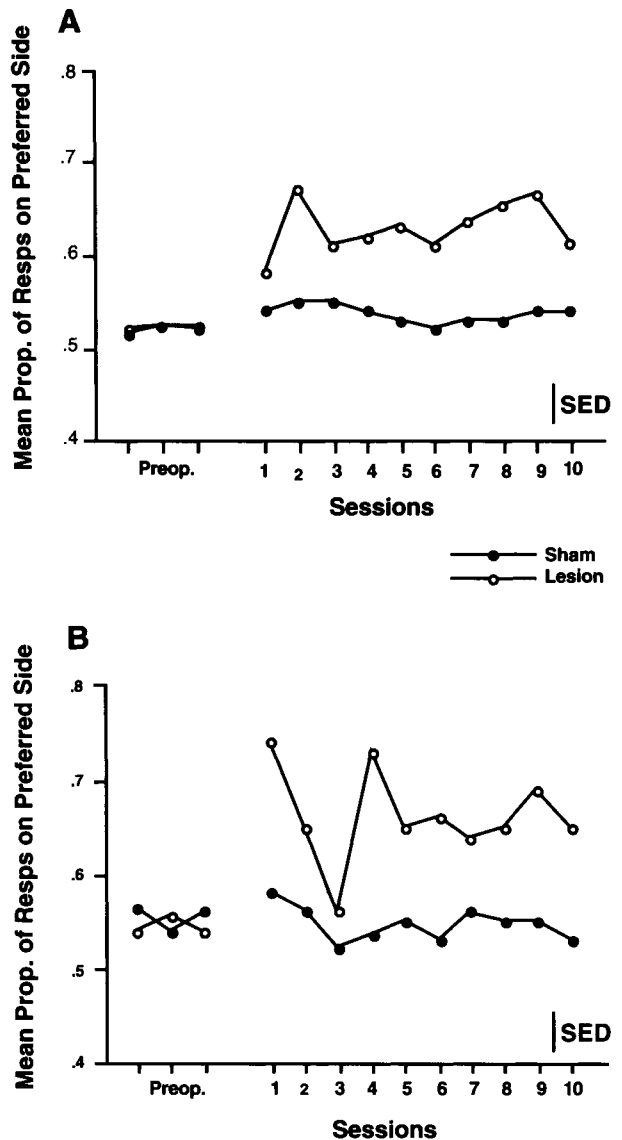 A
Mean Prop. of Resps on Preferred Side
.8
.7
.6
.5
.4
SED
Preop.
1 2 3 4 5 6 7 8 9 10
Sessions
Sham
Lesion
B
Mean Prop. of Resps on Preferred Side
.8
.7
.6
.5
.4
SED
Preop.
1 2 3 4 5 6 7 8 9 10
Sessions